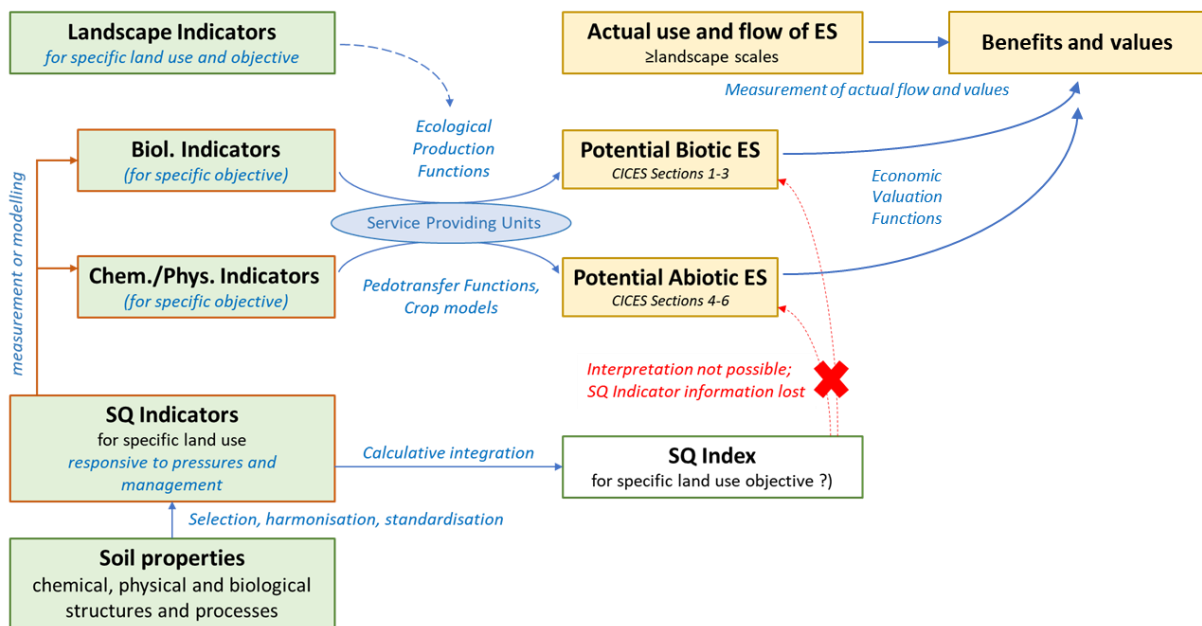 Landscape Indicators
for specific land use and objective
Actual use and flow of ES
≥landscape scales
Benefits and values
Measurement of actual flow and values
Ecological
Production
Functions
Biol. Indicators
(for specific objective)
Potential Biotic ES
CICES Sections 1-3
Economic
Valuation
Functions
Service Providing Units
measurement or modelling
Chem./Phys. Indicators
(for specific objective)
Pedotransfer Functions,
Crop models
Potential Abiotic ES
CICES Sections 4-6
Interpretation not possible;
SQ Indicator information lost
SQ Indicators
for specific land use
responsive to pressures and
management
Calculative integration
SQ Index
for specific land use objective ?)
Selection, harmonisation, standardisation
Soil properties
chemical, physical and biological
structures and processes